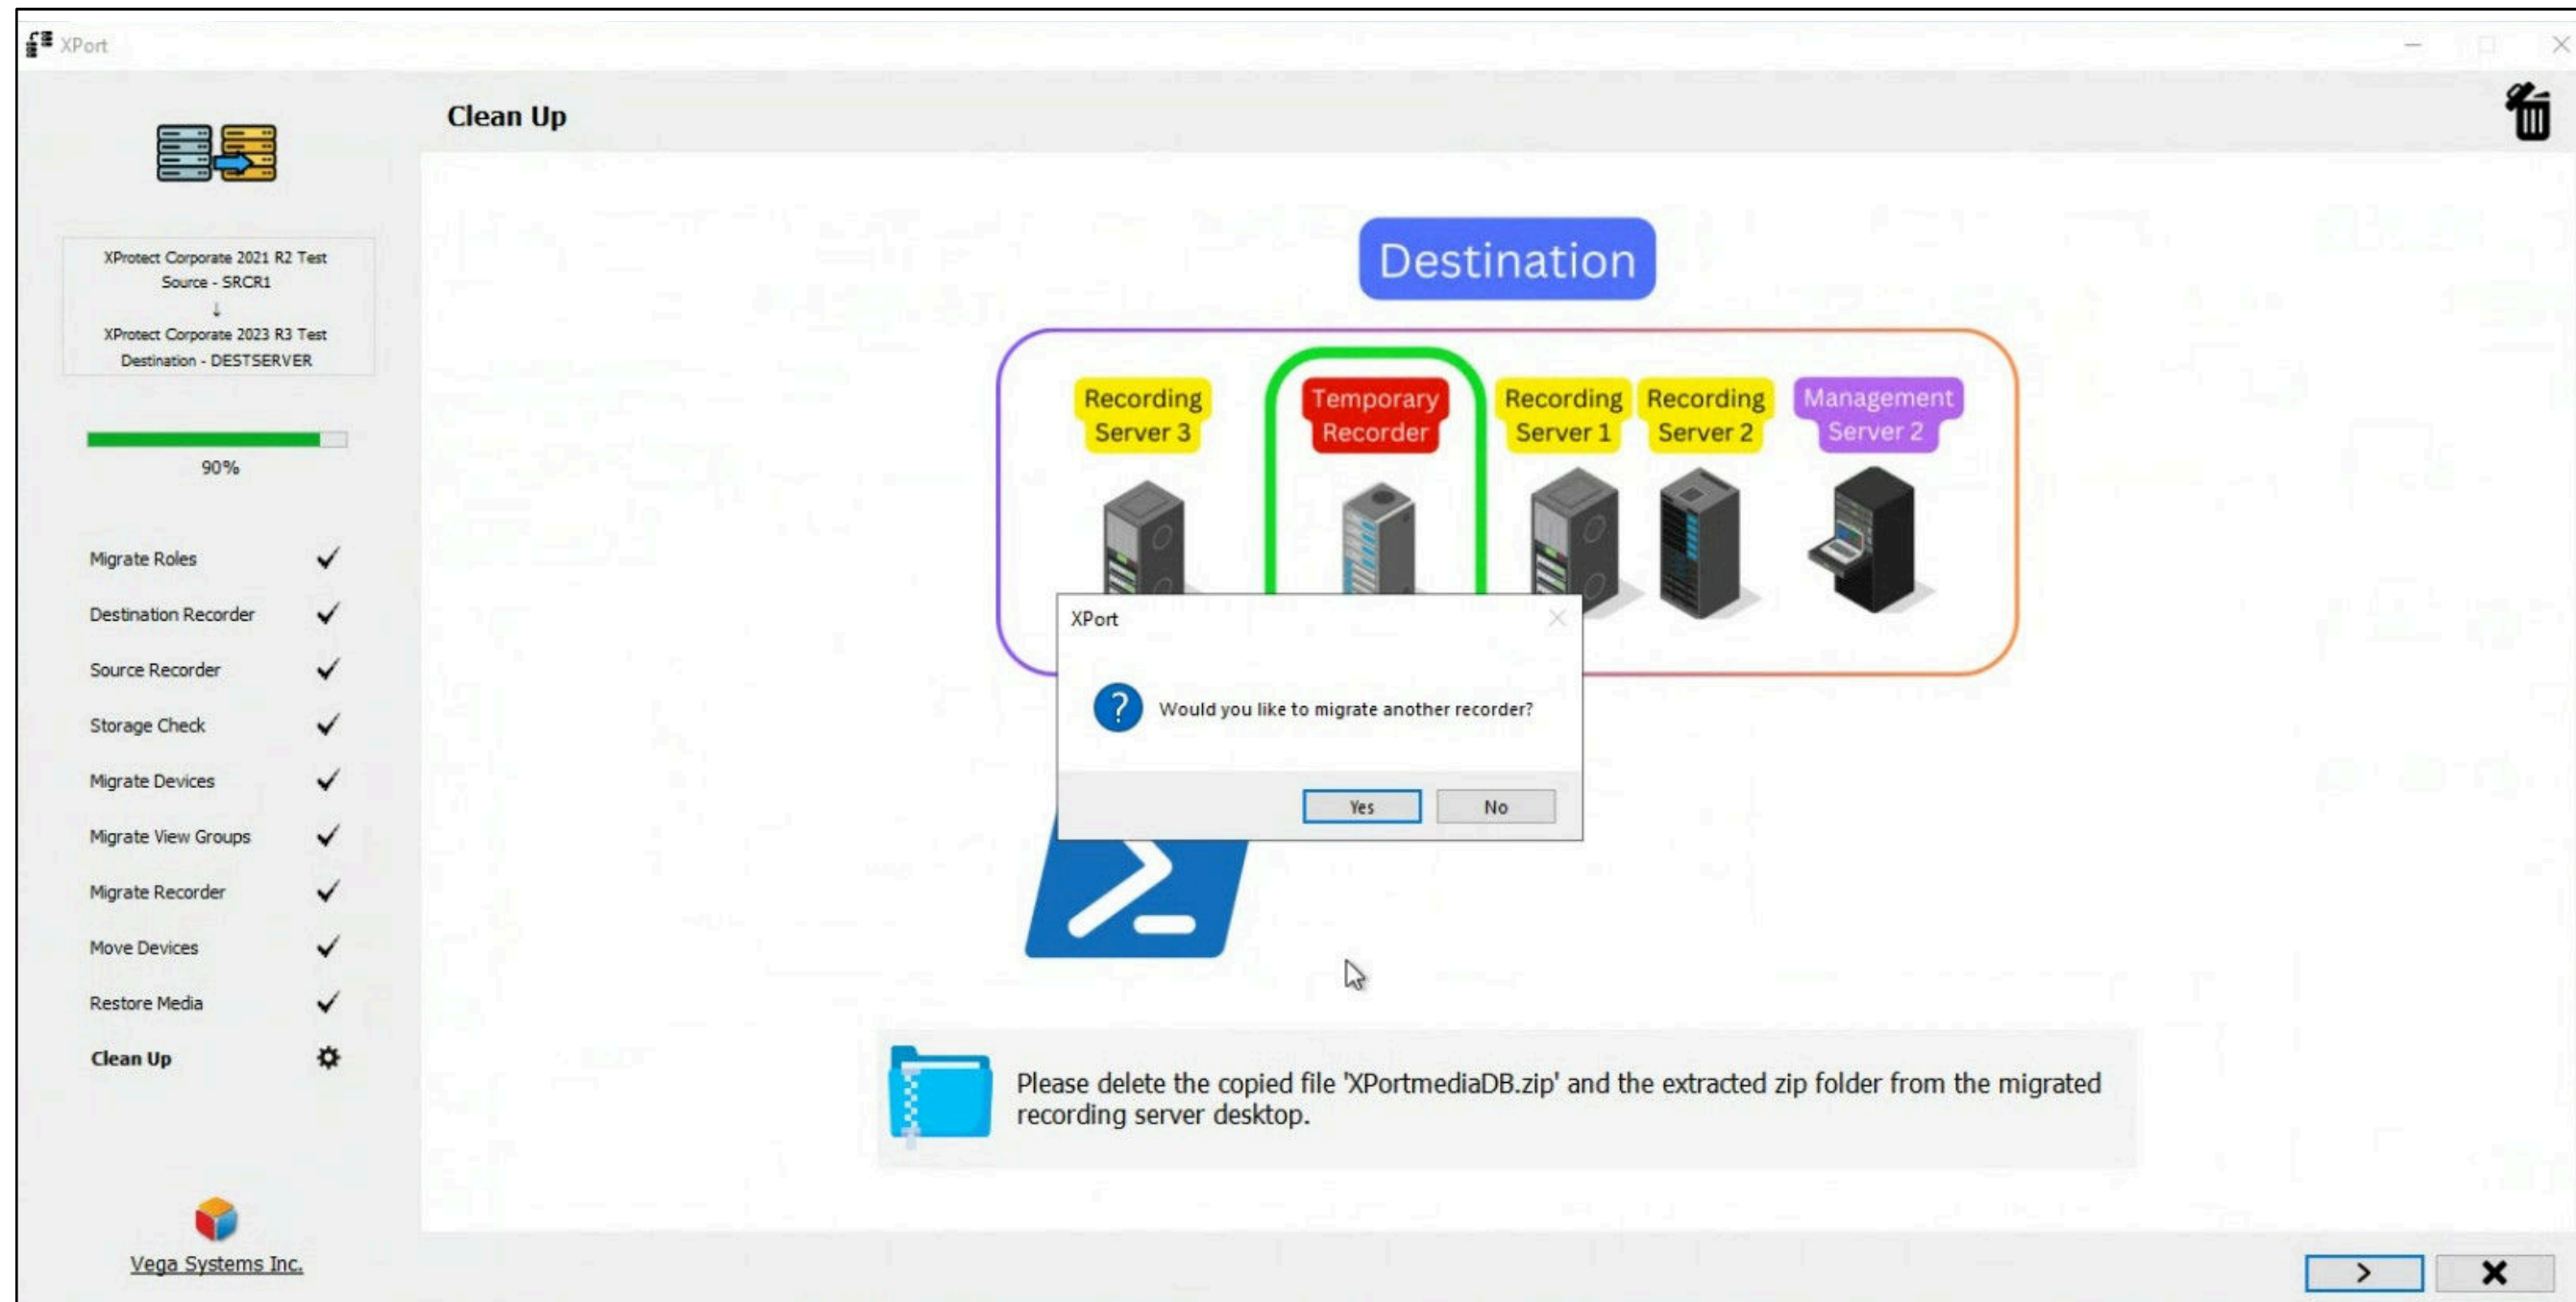 XPort
Clean Up
XProtect Corporate 2021 R2 Test
Source - SRCR1
↓
XProtect Corporate 2023 R3 Test
Destination - DESTSERVER
90%
Migrate Roles
Destination Recorder
Source Recorder
Storage Check
Migrate Devices
Migrate View Groups
Migrate Recorder
Move Devices
Restore Media
Clean Up
Vega Systems Inc.
Destination
Recording
Server 3
Temporary
Recorder
Recording
Server 1
Recording
Server 2
Management
Server 2
XPort
Would you like to migrate another recorder?
Yes
No
Please delete the copied file 'XPortmediaDB.zip' and the extracted zip folder from the migrated
recording server desktop.